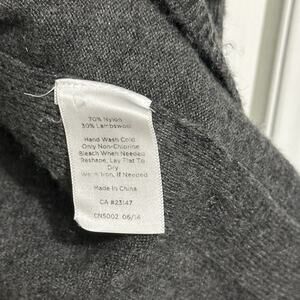 70% Nylon
30% Lambswool
Hand Wash Cold
Only Non-Chlorine
Bleach When Needed
Reshape, Lay Flat To
Dry
Warm Iron, If Needed
Made In China
CA #23147
CN5002 06/14